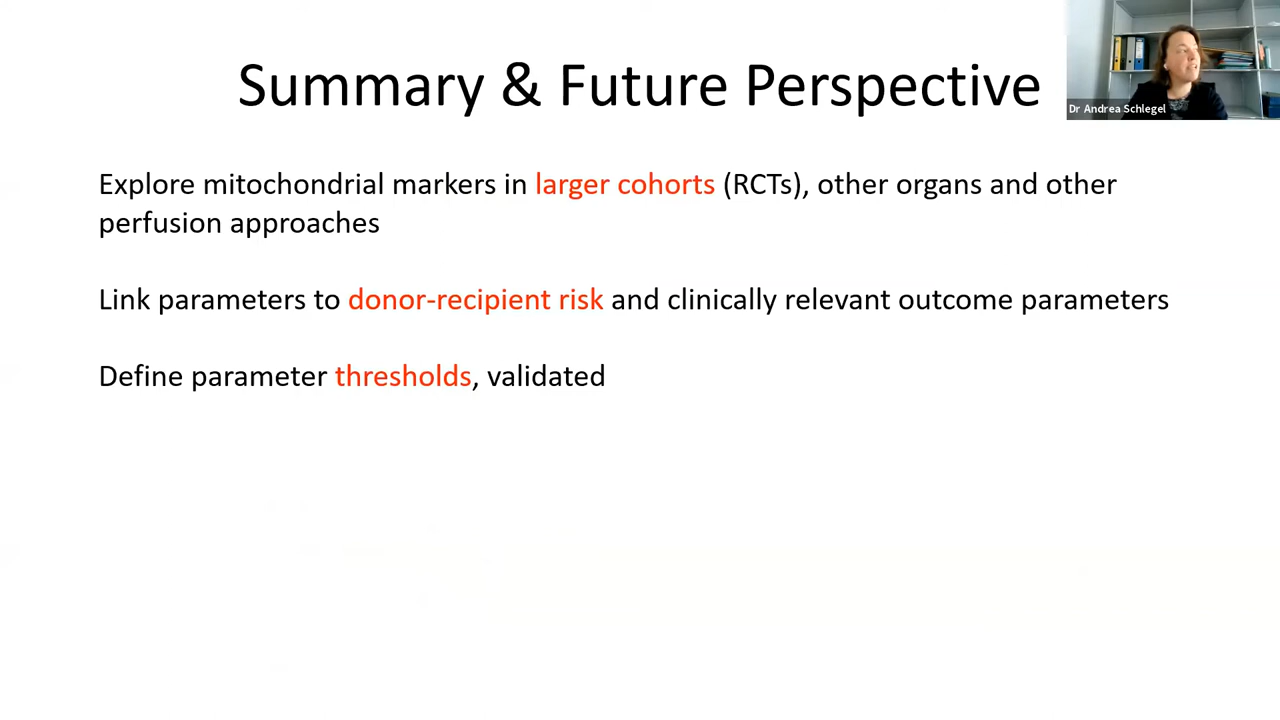 Summary & Future Perspective
Dr Andrea Schlegel
Explore mitochondrial markers in larger cohorts (RCTs), other organs and other
perfusion approaches
Link parameters to donor-recipient risk and clinically relevant outcome parameters
Define parameter thresholds, validated